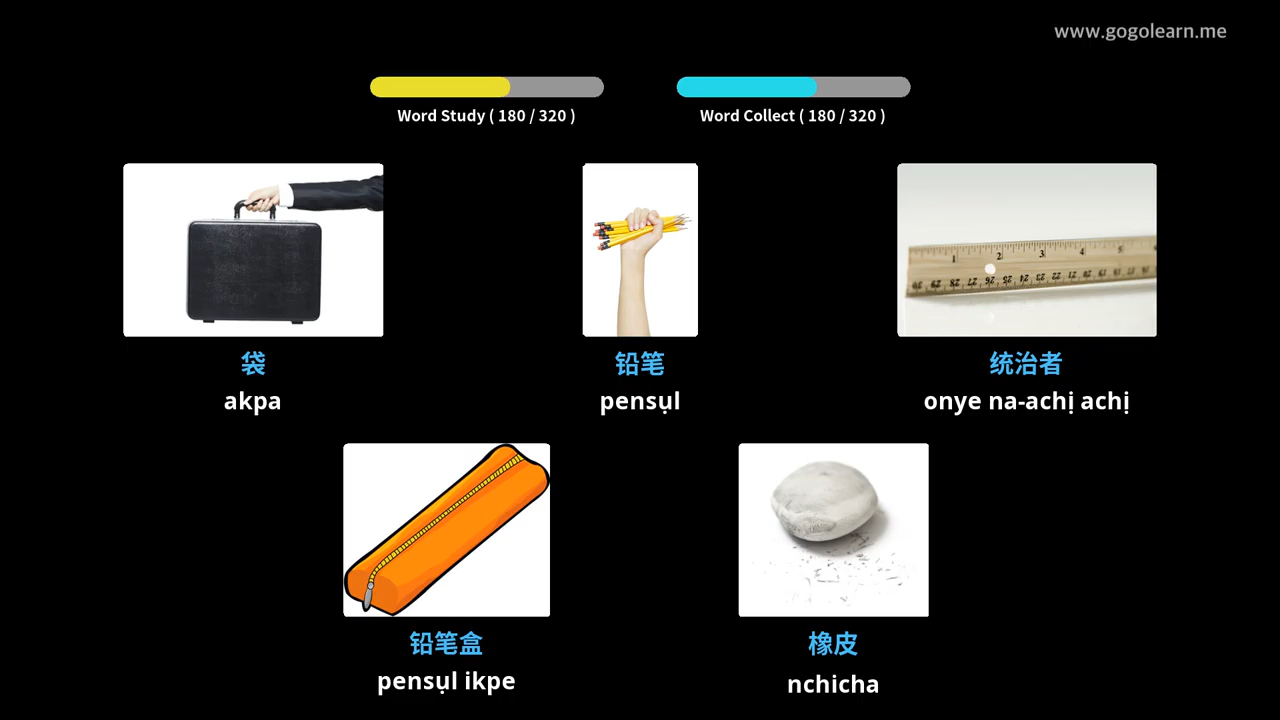 www.gogolearn.me
Word Study ( 180 / 320 )
Word Collect ( 180 / 320 )
袋
akpa
铅笔
pensụl
统治者
onye na-achị achị
铅笔盒
pensụl ikpe
橡皮
nchicha